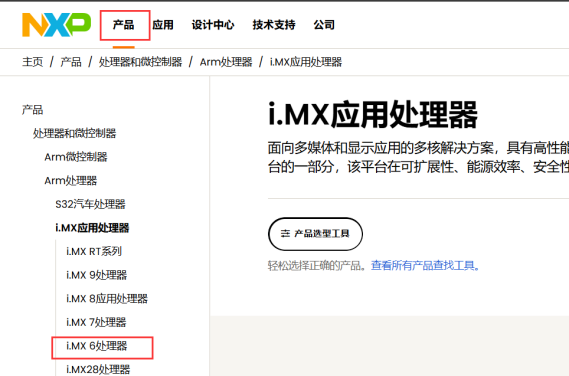 NXP 产品 应用 设计中心 技术支持 公司
主页 / 产品 / 处理器和微控制器 / Arm处理器 / i.MX应用处理器
产品
处理器和微控制器
Arm微控制器
Arm处理器
S32汽车处理器
i.MX应用处理器
i.MX RT系列
i.MX 9处理器
i.MX 8应用处理器
i.MX 7处理器
i.MX 6处理器
i.MX28处理器
i.MX应用处理器
面向多媒体和显示应用的多核解决方案，具有高性能
台的一部分，该平台在可扩展性、能源效率、安全性
产品选型工具
轻松选择正确的产品。查看所有产品查找工具。